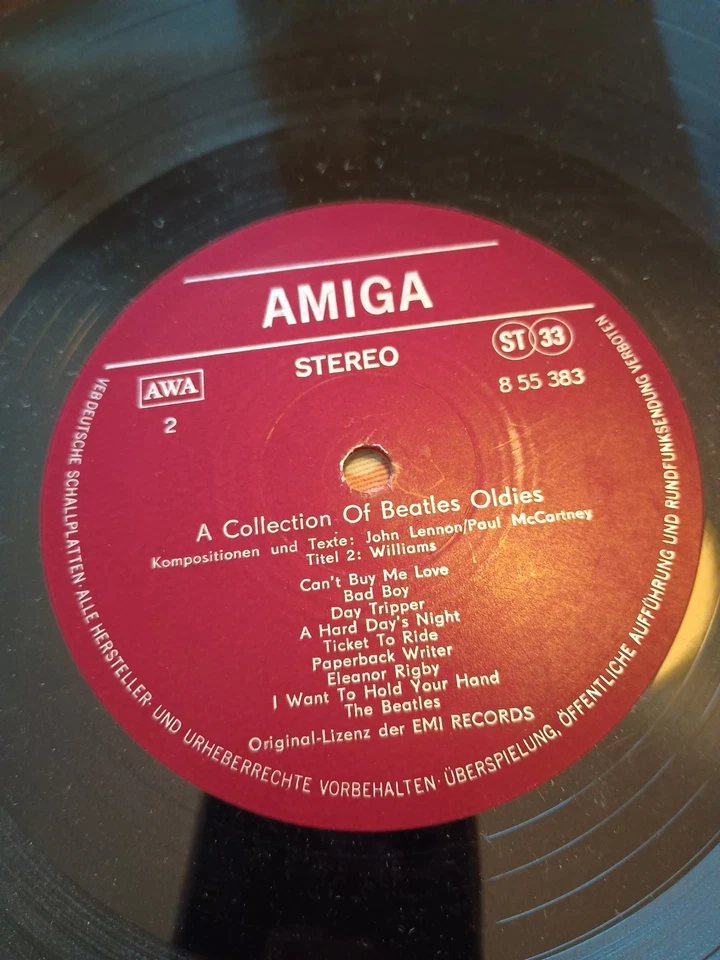 AMIGA
STEREO
ST 33
8 55 383
AWA
2
A Collection Of Beatles Oldies
Kompositionen und Texte: John Lennon/Paul McCartney
Titel 2: Williams
Can't Buy Me Love
Bad Boy
Day Tripper
A Hard Day's Night
Ticket To Ride
Paperback Writer
Eleanor Rigby
I Want To Hold Your Hand
The Beatles
Original-Lizenz der EMI RECORDS
VEB DEUTSCHE SCHALLPLATTEN · ALLE HERSTELLER- UND URHEBERRECHTE VORBEHALTEN · ÜBERSPIELUNG, ÖFFENTLICHE AUFFÜHRUNG UND RUNDFUNKSENDUNG VERBOTEN